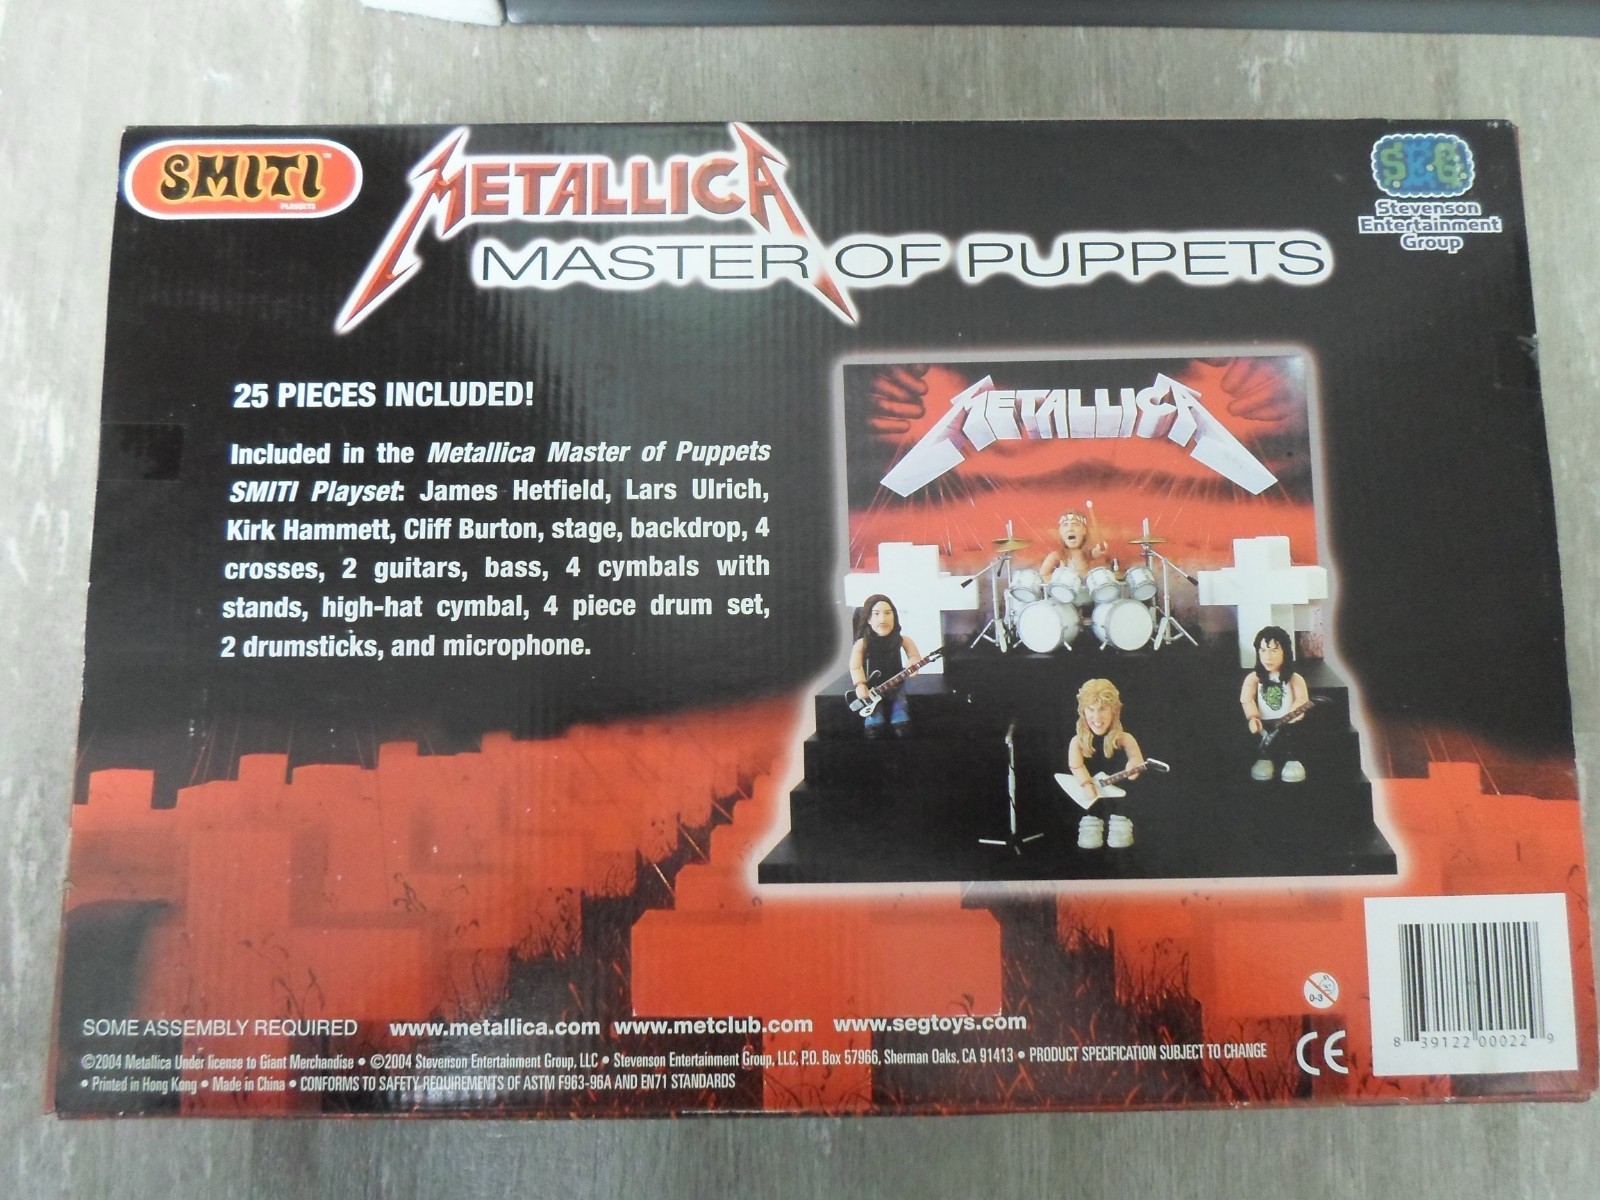 SMITI™
PLAYSETS
METALLICA
MASTER OF PUPPETS
SEG
Stevenson
Entertainment
Group
25 PIECES INCLUDED!
Included in the Metallica Master of Puppets
SMITI Playset: James Hetfield, Lars Ulrich,
Kirk Hammett, Cliff Burton, stage, backdrop, 4
crosses, 2 guitars, bass, 4 cymbals with
stands, high-hat cymbal, 4 piece drum set,
2 drumsticks, and microphone.
METALLICA
0-3
SOME ASSEMBLY REQUIRED www.metallica.com www.metclub.com www.segtoys.com
©2004 Metallica Under license to Giant Merchandise • ©2004 Stevenson Entertainment Group, LLC • Stevenson Entertainment Group, LLC, P.O. Box 57966, Sherman Oaks, CA 91413 • PRODUCT SPECIFICATION SUBJECT TO CHANGE
• Printed in Hong Kong • Made in China • CONFORMS TO SAFETY REQUIREMENTS OF ASTM F963-96A AND EN71 STANDARDS
CE
8 39122 00022 9